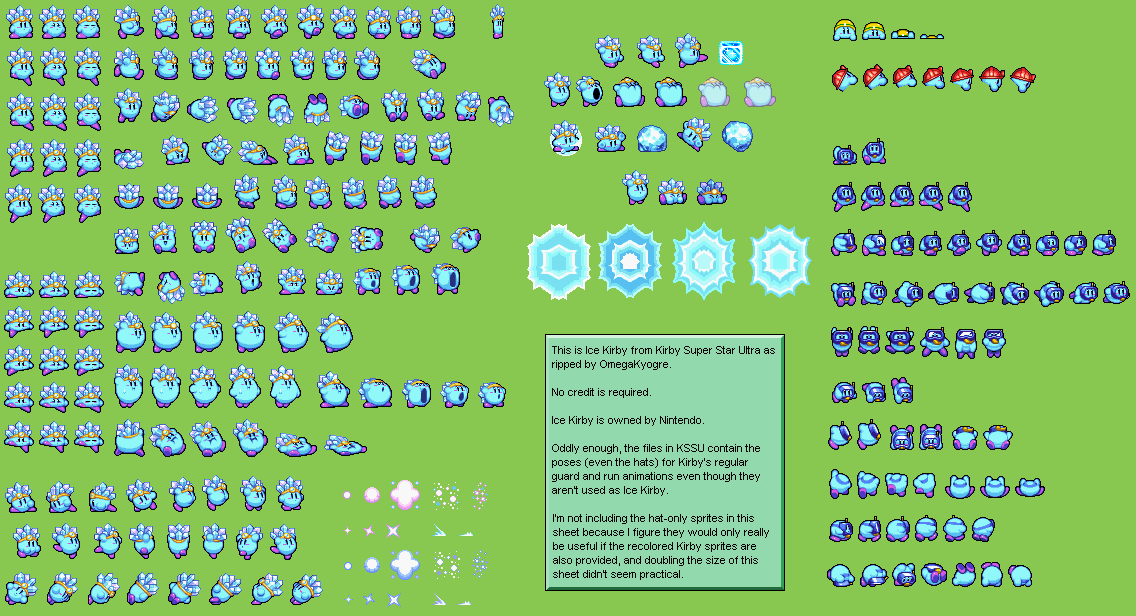 This is Ice Kirby from Kirby Super Star Ultra as
ripped by OmegaKyogre.
No credit is required.
Ice Kirby is owned by Nintendo.
Oddly enough, the files in KSSU contain the
poses (even the hats) for Kirby's regular
guard and run animations even though they
aren't used as Ice Kirby.
I'm not including the hat-only sprites in this
sheet because I figure they would only really
be useful if the recolored Kirby sprites are
also provided, and doubling the size of this
sheet didn't seem practical.